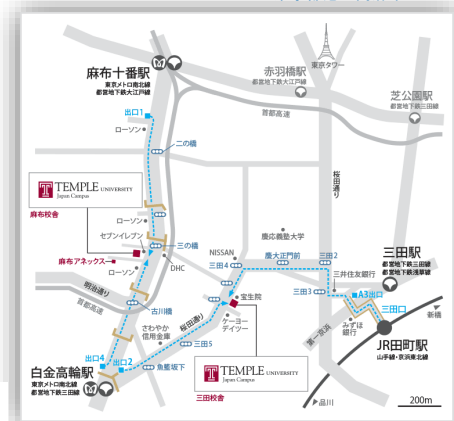 麻布十番駅
東京メトロ南北線
都営地下鉄大江戸線
赤羽橋駅
都営地下鉄大江戸線
東京タワー
芝公園駅
都営地下鉄三田線
出口1
首都高速
ローソン
二の橋
桜田通り
TEMPLE UNIVERSITY
Japan Campus
麻布校舎
ローソン
セブンイレブン
三の橋
麻布アネックス
ローソン
DHC
NISSAN
慶応義塾大学
慶大正門前
三田2
三田4
三田3
三井住友銀行
三田駅
都営地下鉄三田線
都営地下鉄浅草線
A3出口
三田口
新橋
みずほ
銀行
JR田町駅
山手線・京浜東北線
第一京浜
品川
明治通り
首都高速
古川橋
さわやか
信用金庫
桜田通り
宝生院
ケーヨー
デイツー
三田5
魚籃坂下
出口4
出口2
白金高輪駅
東京メトロ南北線
都営地下鉄三田線
TEMPLE UNIVERSITY
Japan Campus
三田校舎
200m